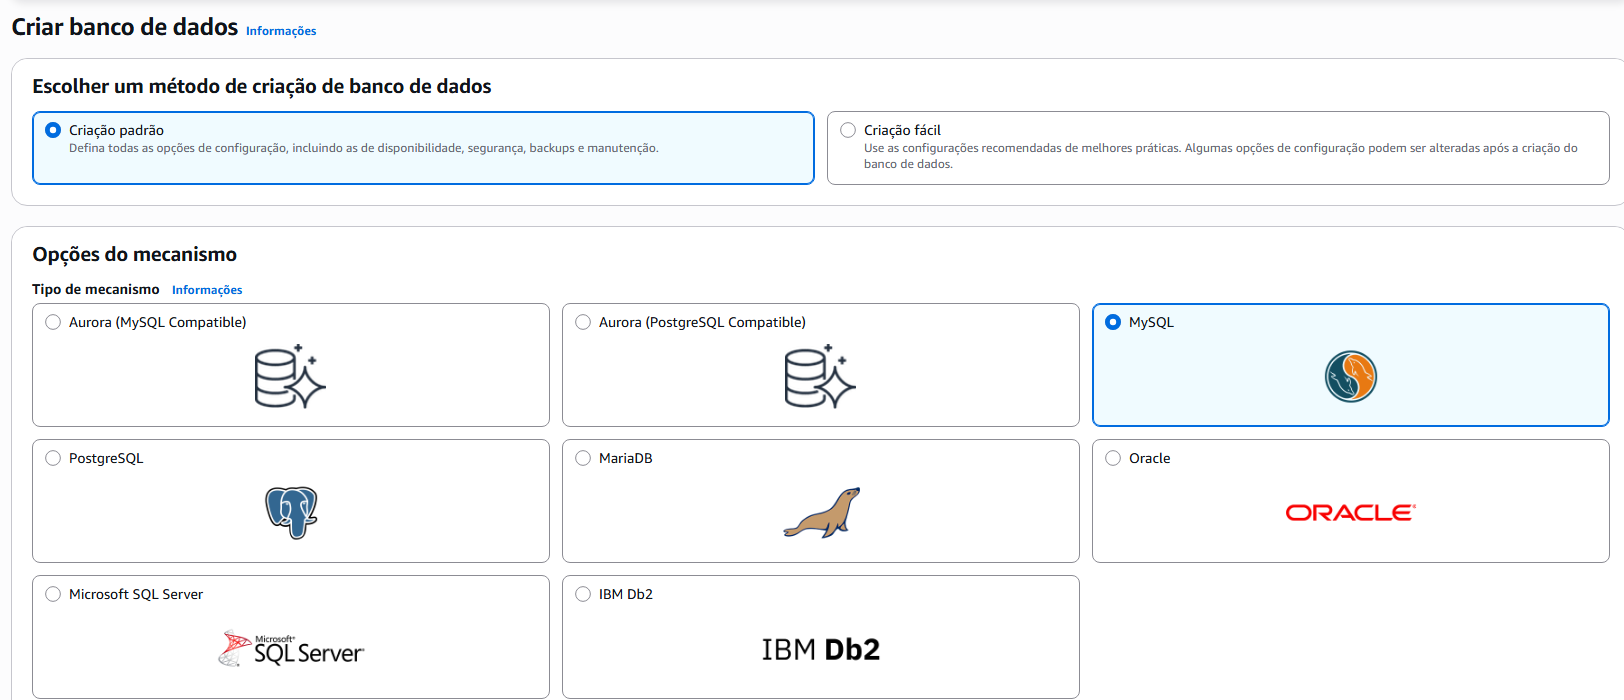 Criar banco de dados Informações
Escolher um método de criação de banco de dados
Criação padrão
Defina todas as opções de configuração, incluindo as de disponibilidade, segurança, backups e manutenção.
Criação fácil
Use as configurações recomendadas de melhores práticas. Algumas opções de configuração podem ser alteradas após a criação do
banco de dados.
Opções do mecanismo
Tipo de mecanismo Informações
Aurora (MySQL Compatible)
Aurora (PostgreSQL Compatible)
MySQL
PostgreSQL
MariaDB
Oracle
ORACLE
Microsoft SQL Server
Microsoft
SQL Server
IBM Db2
IBM Db2